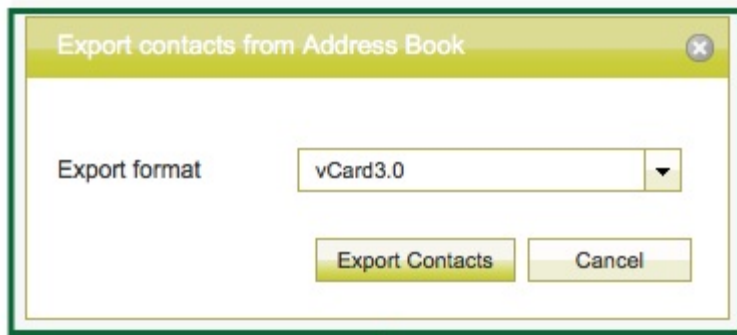 Export contacts from Address Book
Export format
vCard3.0
Export Contacts
Cancel